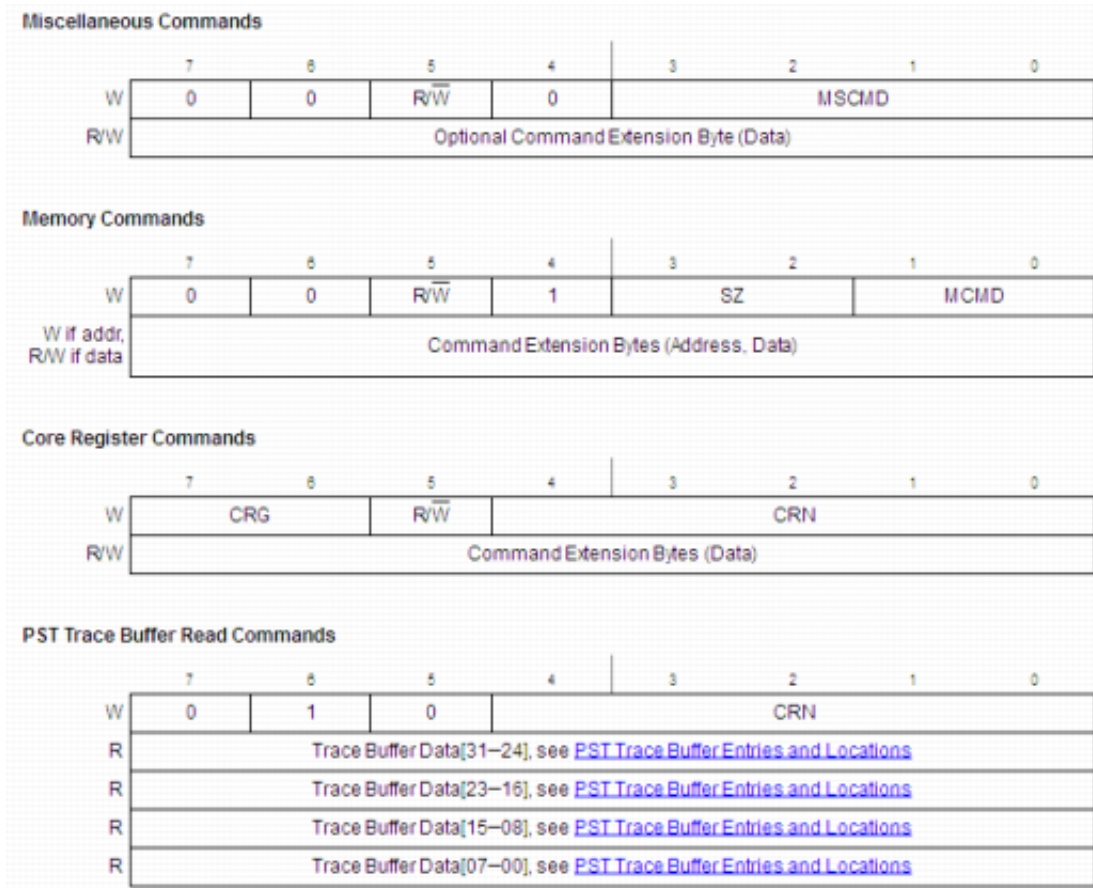 Miscellaneous Commands
7 6 5 4 3 2 1 0
W 0 0 R/W 0 MSCMD
R/W Optional Command Extension Byte (Data)
Memory Commands
7 6 5 4 3 2 1 0
W 0 0 R/W 1 SZ MCMD
W if addr,
R/W if data Command Extension Bytes (Address, Data)
Core Register Commands
7 6 5 4 3 2 1 0
W CRG R/W CRN
R/W Command Extension Bytes (Data)
PST Trace Buffer Read Commands
7 6 5 4 3 2 1 0
W 0 1 0 CRN
R Trace Buffer Data[31–24], see PST Trace Buffer Entries and Locations
R Trace Buffer Data[23–16], see PST Trace Buffer Entries and Locations
R Trace Buffer Data[15–08], see PST Trace Buffer Entries and Locations
R Trace Buffer Data[07–00], see PST Trace Buffer Entries and Locations